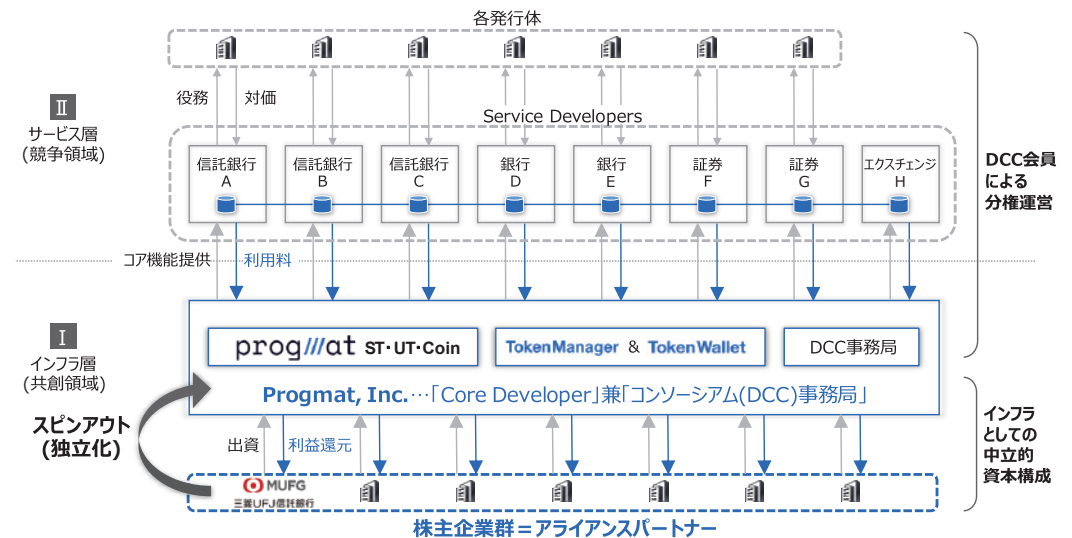 各発行体
役務
対価
Service Developers
Ⅱ
サービス層
(競争領域)
信託銀行
A
信託銀行
B
信託銀行
C
銀行
D
銀行
E
証券
F
証券
G
エクスチェンジ
H
DCC会員
による
分権運営
コア機能提供
利用料
Ⅰ
インフラ層
(共創領域)
progmat ST・UT・Coin
TokenManager & TokenWallet
DCC事務局
Progmat, Inc.…「Core Developer」兼「コンソーシアム(DCC)事務局」
スピンアウト
(独立化)
出資
利益還元
インフラ
としての
中立的
資本構成
MUFG
三菱UFJ信託銀行
株主企業群＝アライアンスパートナー